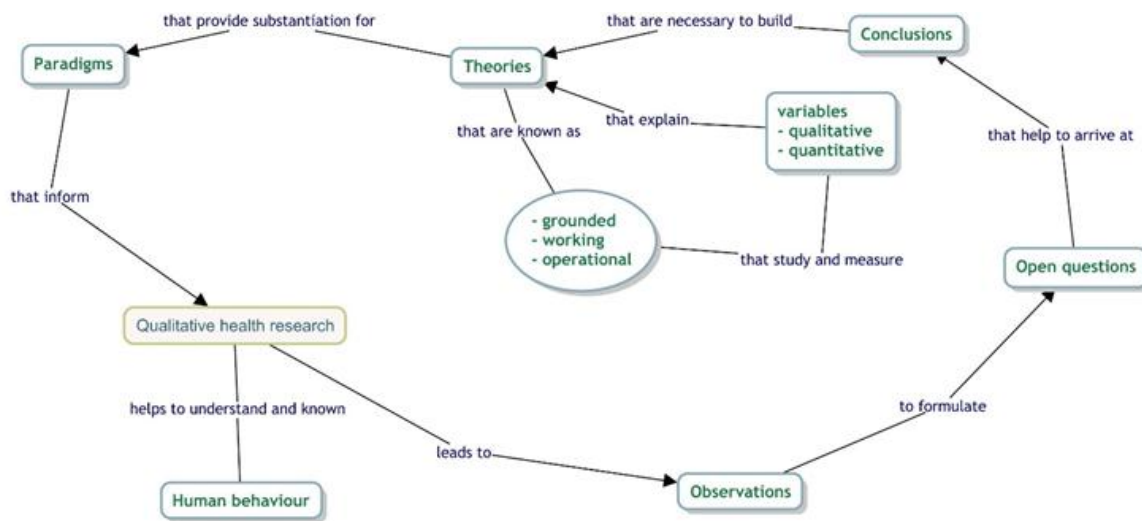 that provide substantiation for
that are necessary to build
Conclusions
Paradigms
Theories
variables
- qualitative
- quantitative
that explain
that are known as
that help to arrive at
that inform
- grounded
- working
- operational
that study and measure
Open questions
Qualitative health research
helps to understand and known
to formulate
leads to
Human behaviour
Observations